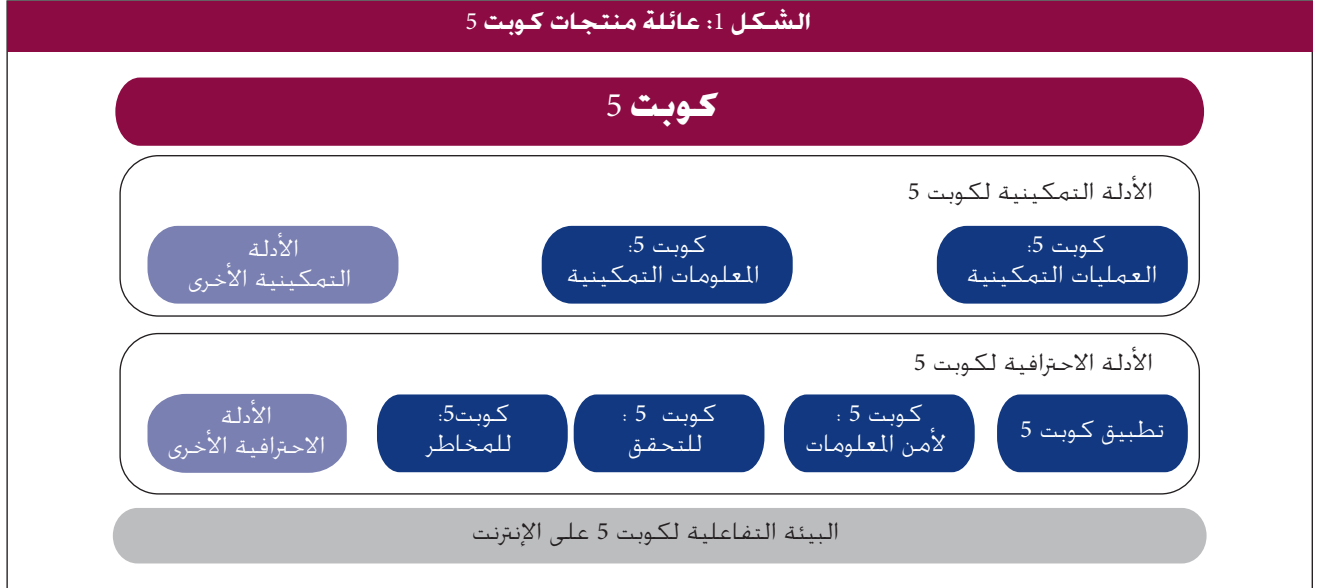 الشكل 1: عائلة منتجات كوبت 5
كوبت 5
الأدلة التمكينية لكوبت 5
كوبت 5:
العمليات التمكينية
كوبت 5:
المعلومات التمكينية
الأدلة
التمكينية الأخرى
الأدلة الاحترافية لكوبت 5
تطبيق كوبت 5
كوبت 5 :
لأمن المعلومات
كوبت 5 :
للتحقق
كوبت5:
للمخاطر
الأدلة
الاحترافية الأخرى
البيئة التفاعلية لكوبت 5 على الإنترنت